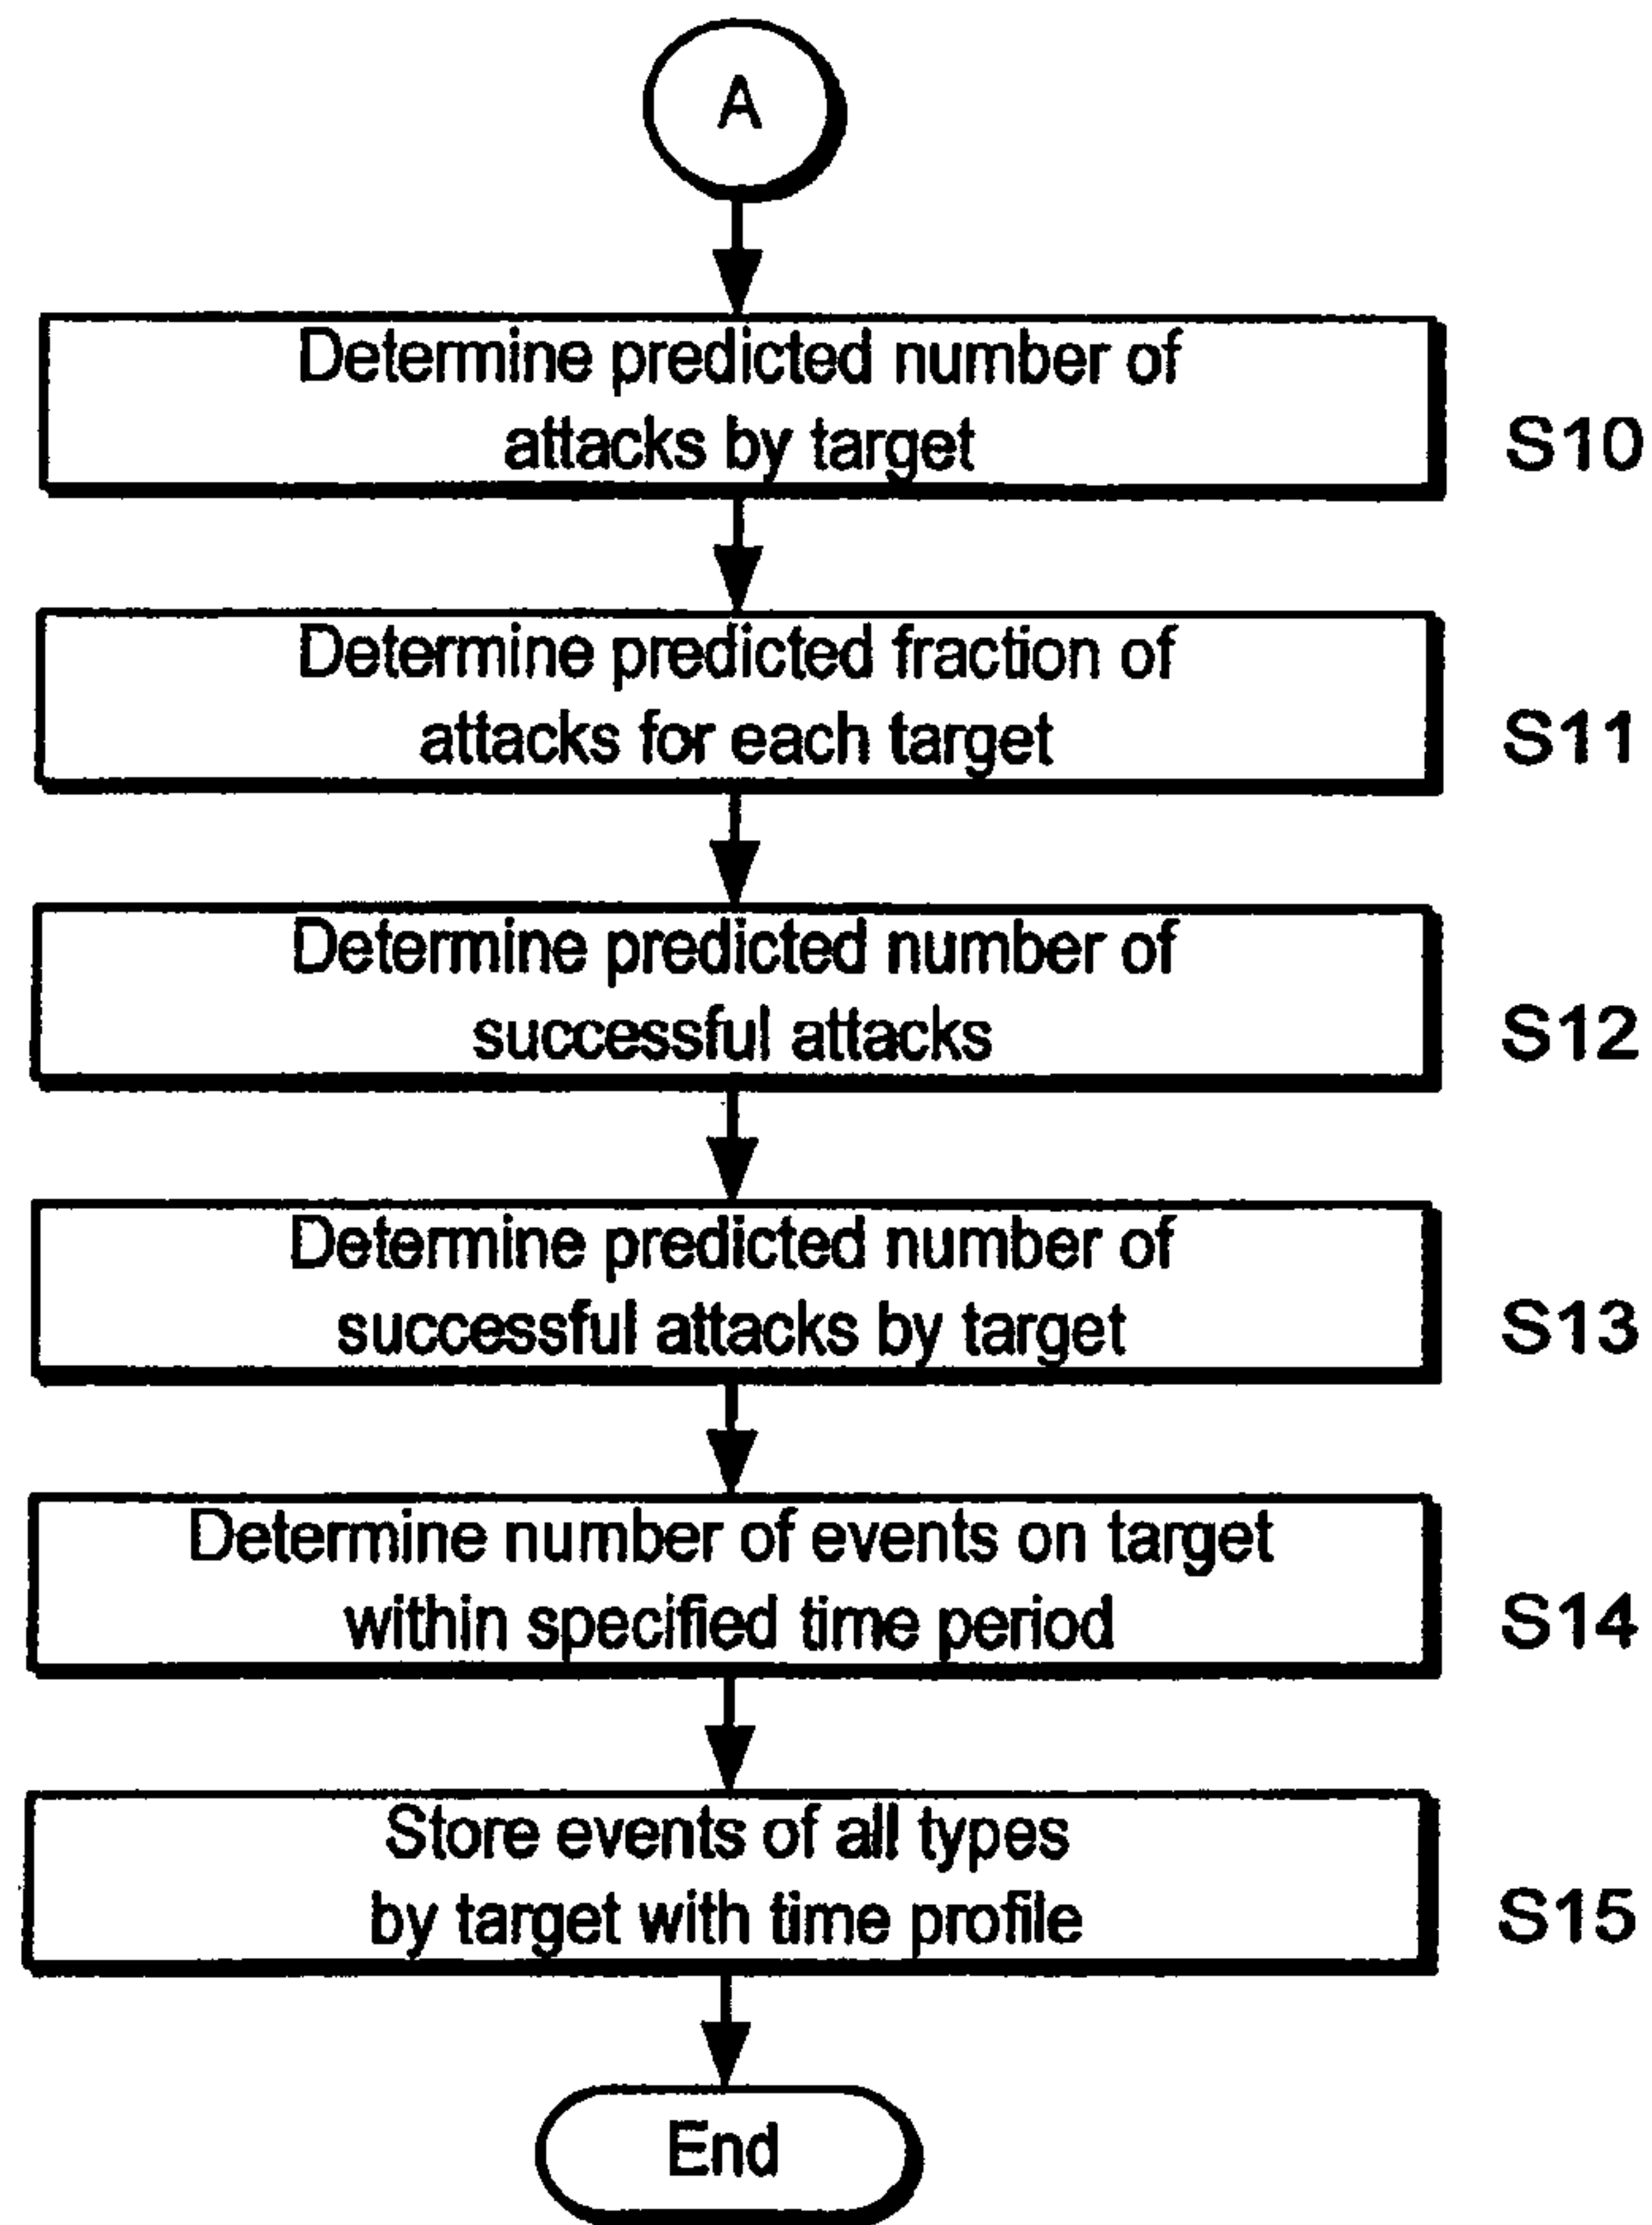 A
Determine predicted number of
attacks by target
S10
Determine predicted fraction of
attacks for each target
S11
Determine predicted number of
successful attacks
S12
Determine predicted number of
successful attacks by target
S13
Determine number of events on target
within specified time period
S14
Store events of all types
by target with time profile
S15
End